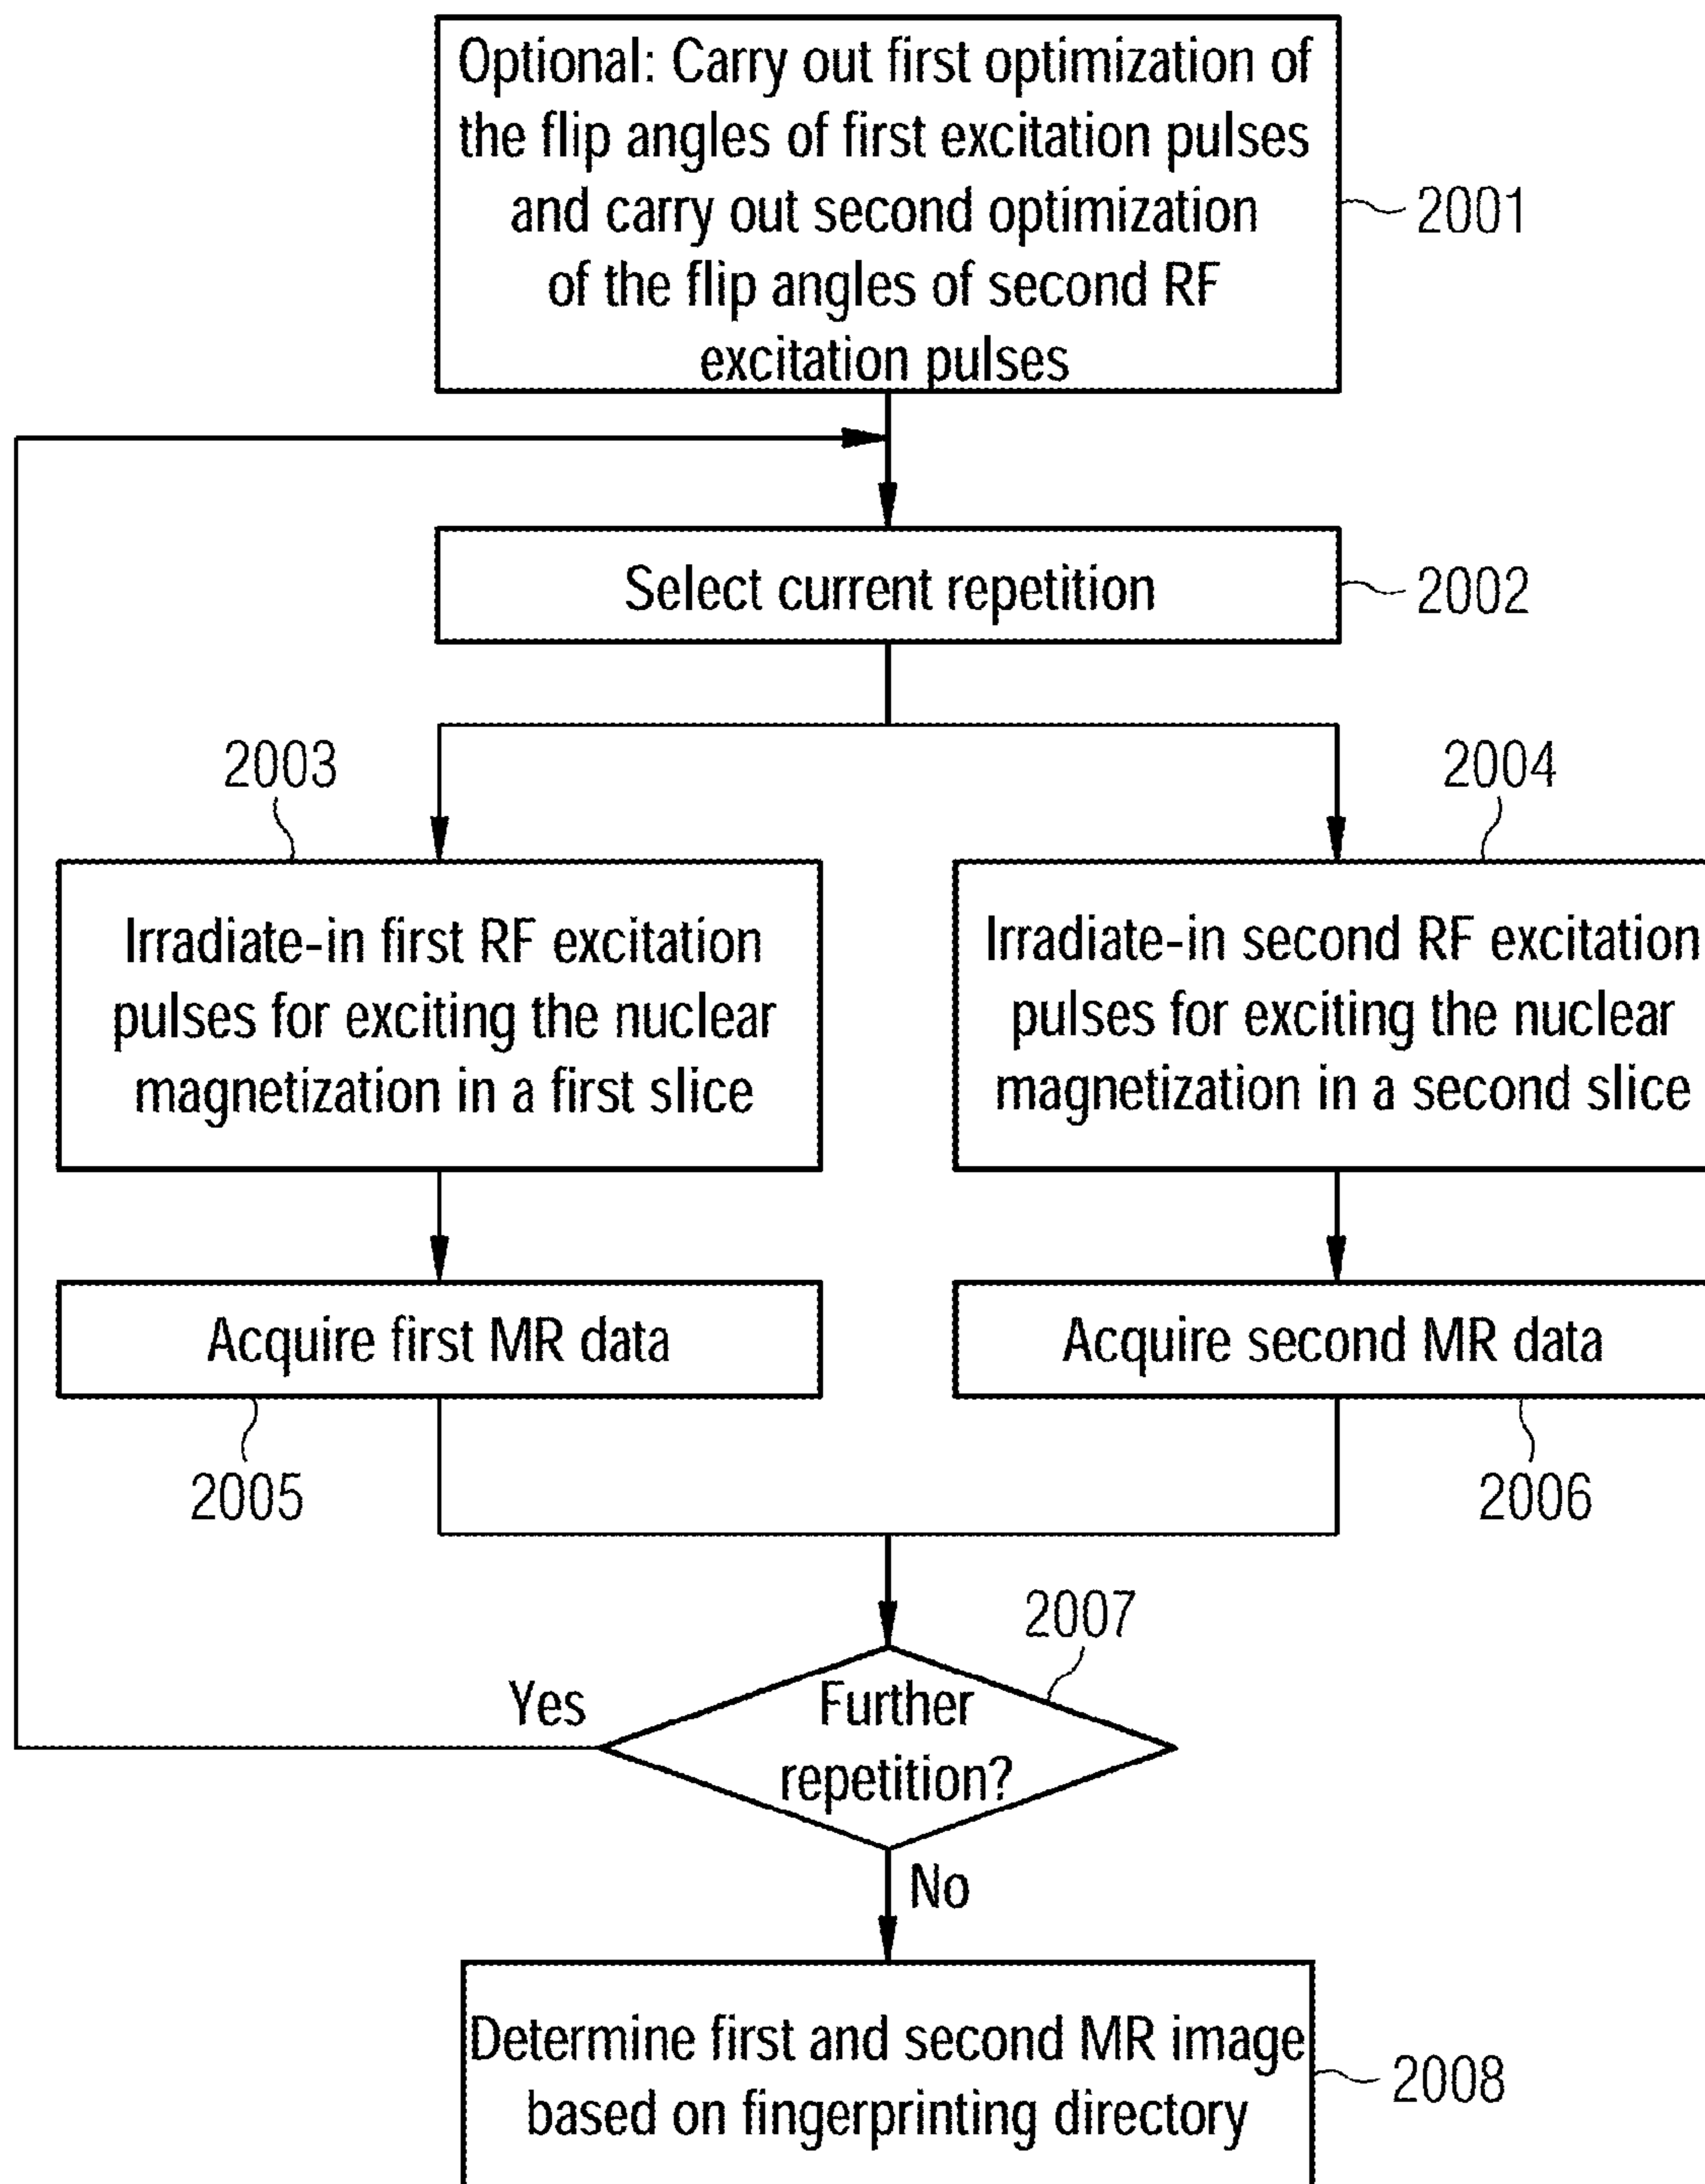 Optional: Carry out first optimization of
the flip angles of first excitation pulses
and carry out second optimization
of the flip angles of second RF
excitation pulses
2001
Select current repetition
2002
2003
2004
Irradiate-in first RF excitation
pulses for exciting the nuclear
magnetization in a first slice
Irradiate-in second RF excitation
pulses for exciting the nuclear
magnetization in a second slice
Acquire first MR data
Acquire second MR data
2005
2006
2007
Yes
Further
repetition?
No
Determine first and second MR image
based on fingerprinting directory
2008